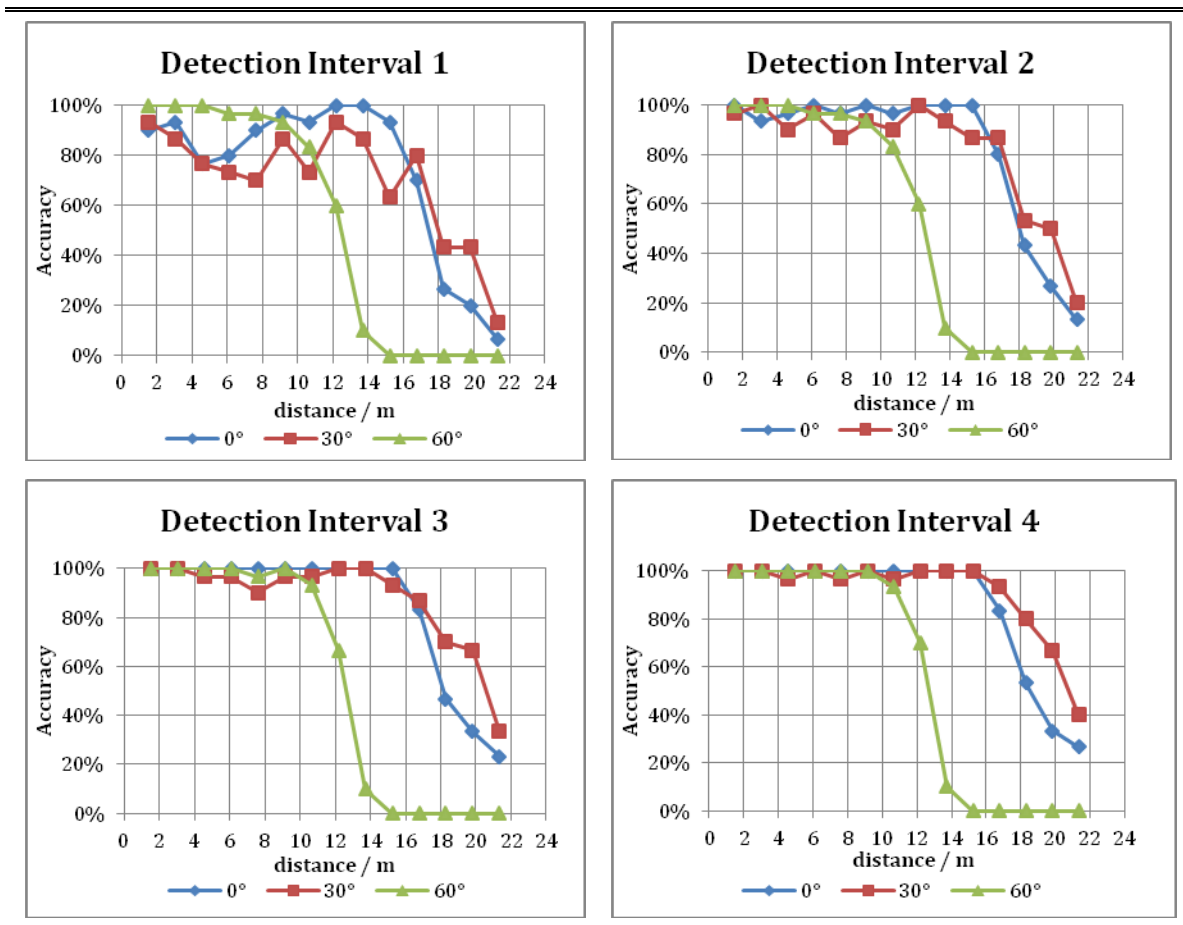 Detection Interval 1
100%
80%
60%
40%
20%
0%
Accuracy
0 2 4 6 8 10 12 14 16 18 20 22 24
distance / m
0° 30° 60°
Detection Interval 2
100%
80%
60%
40%
20%
0%
Accuracy
0 2 4 6 8 10 12 14 16 18 20 22 24
distance / m
0° 30° 60°
Detection Interval 3
100%
80%
60%
40%
20%
0%
Accuracy
0 2 4 6 8 10 12 14 16 18 20 22 24
distance / m
0° 30° 60°
Detection Interval 4
100%
80%
60%
40%
20%
0%
Accuracy
0 2 4 6 8 10 12 14 16 18 20 22 24
distance / m
0° 30° 60°